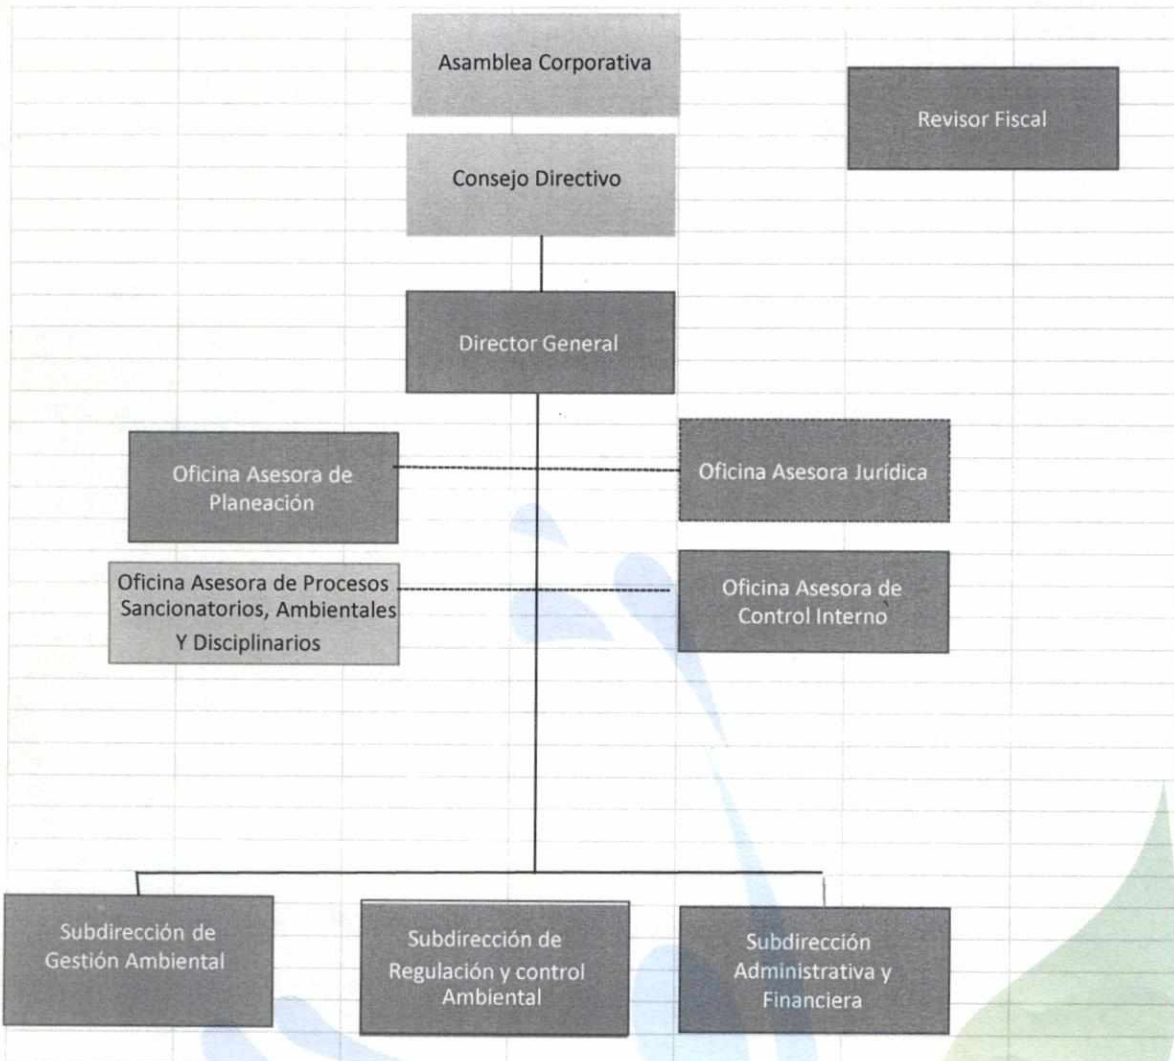 Asamblea Corporativa
Revisor Fiscal
Consejo Directivo
Director General
Oficina Asesora de
Planeación
Oficina Asesora Jurídica
Oficina Asesora de Procesos
Sancionatorios, Ambientales
Y Disciplinarios
Oficina Asesora de
Control Interno
Subdirección de
Gestión Ambiental
Subdirección de
Regulación y control
Ambiental
Subdirección
Administrativa y
Financiera